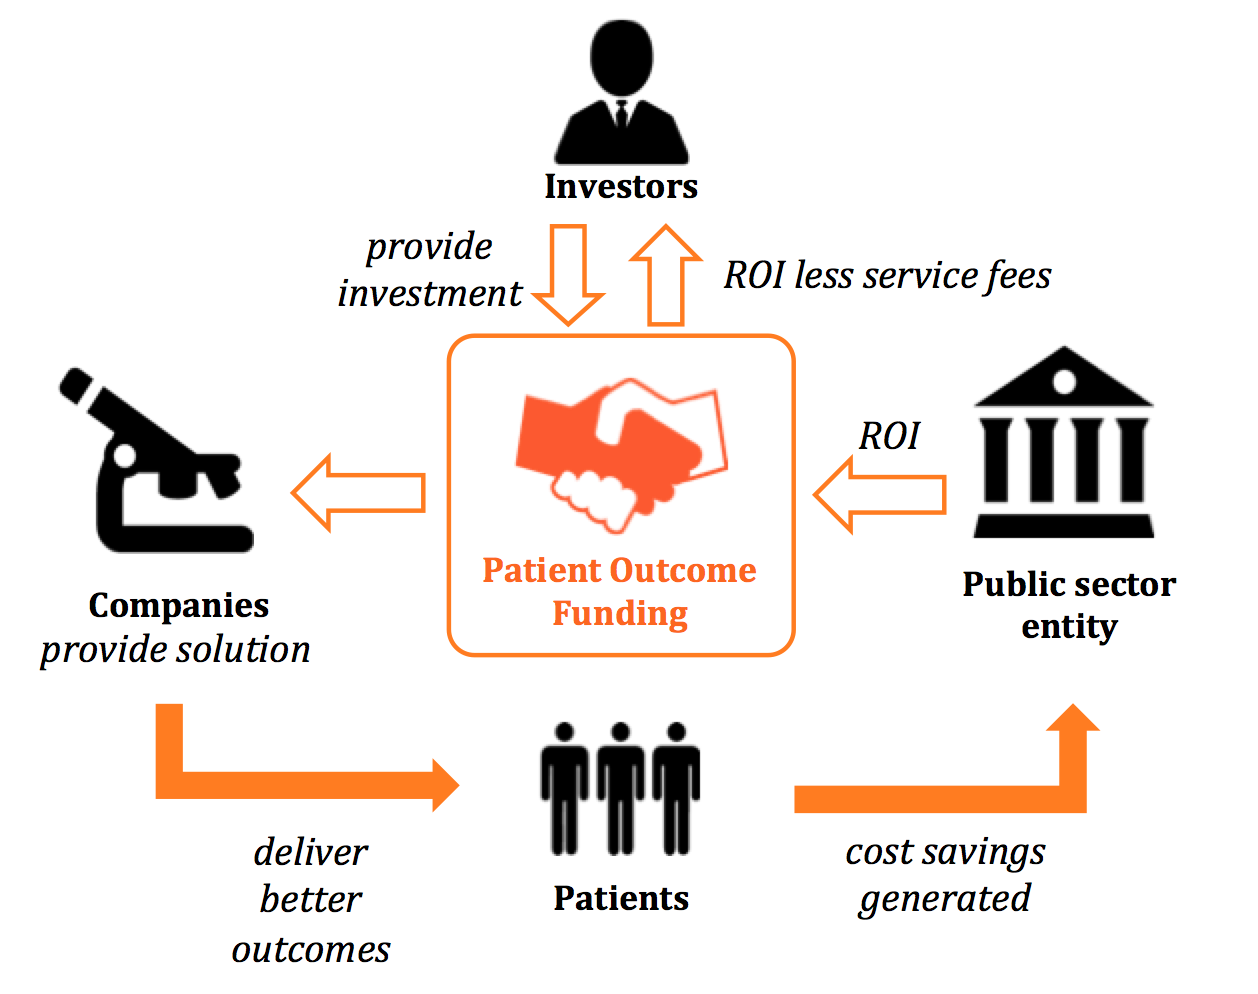 Investors
provide
investment
ROI less service fees
ROI
Patient Outcome
Funding
Companies
provide solution
Public sector
entity
deliver
better
outcomes
Patients
cost savings
generated